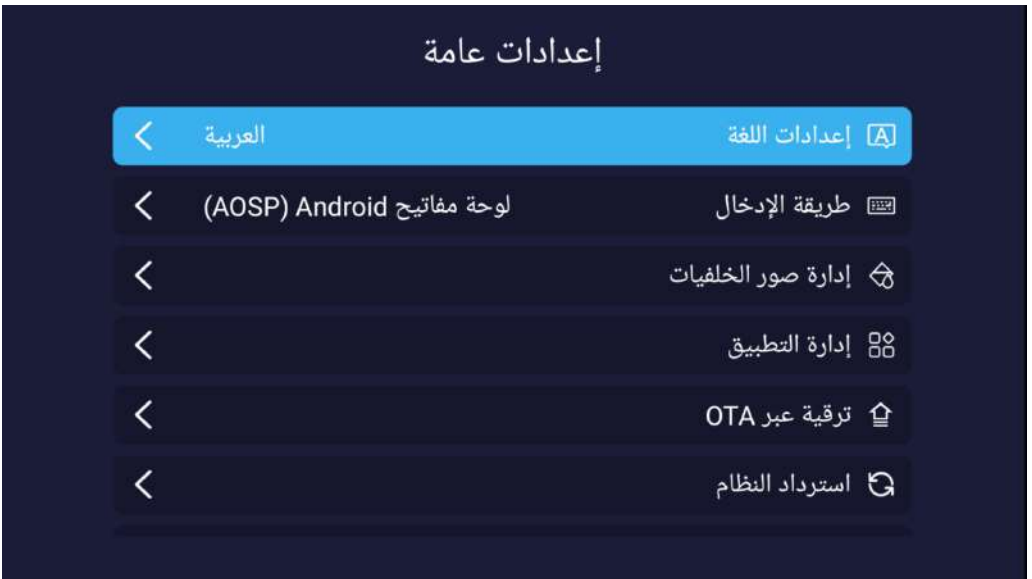 إعدادات عامة
إعدادات اللغة العربية
طريقة الإدخال لوحة مفاتيح Android (AOSP)
إدارة صور الخلفيات
إدارة التطبيق
ترقية عبر OTA
استرداد النظام